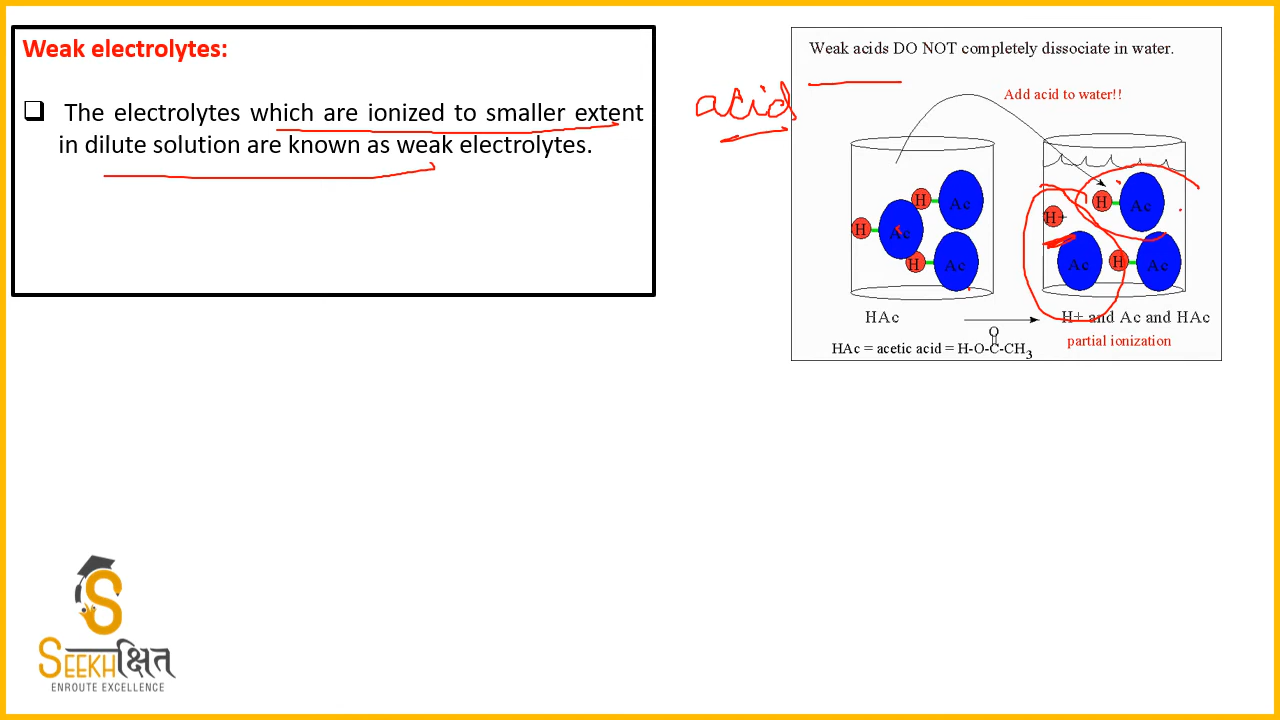 Weak electrolytes:
❑ The electrolytes which are ionized to smaller extent
in dilute solution are known as weak electrolytes.
acid
Weak acids DO NOT completely dissociate in water.
Add acid to water!!
H Ac
H Ac
H Ac
H Ac
H+
Ac H Ac
HAc
H+ and Ac and HAc
partial ionization
O
HAc = acetic acid = H-O-C-CH3
S
SEEKHक्षित
ENROUTE EXCELLENCE